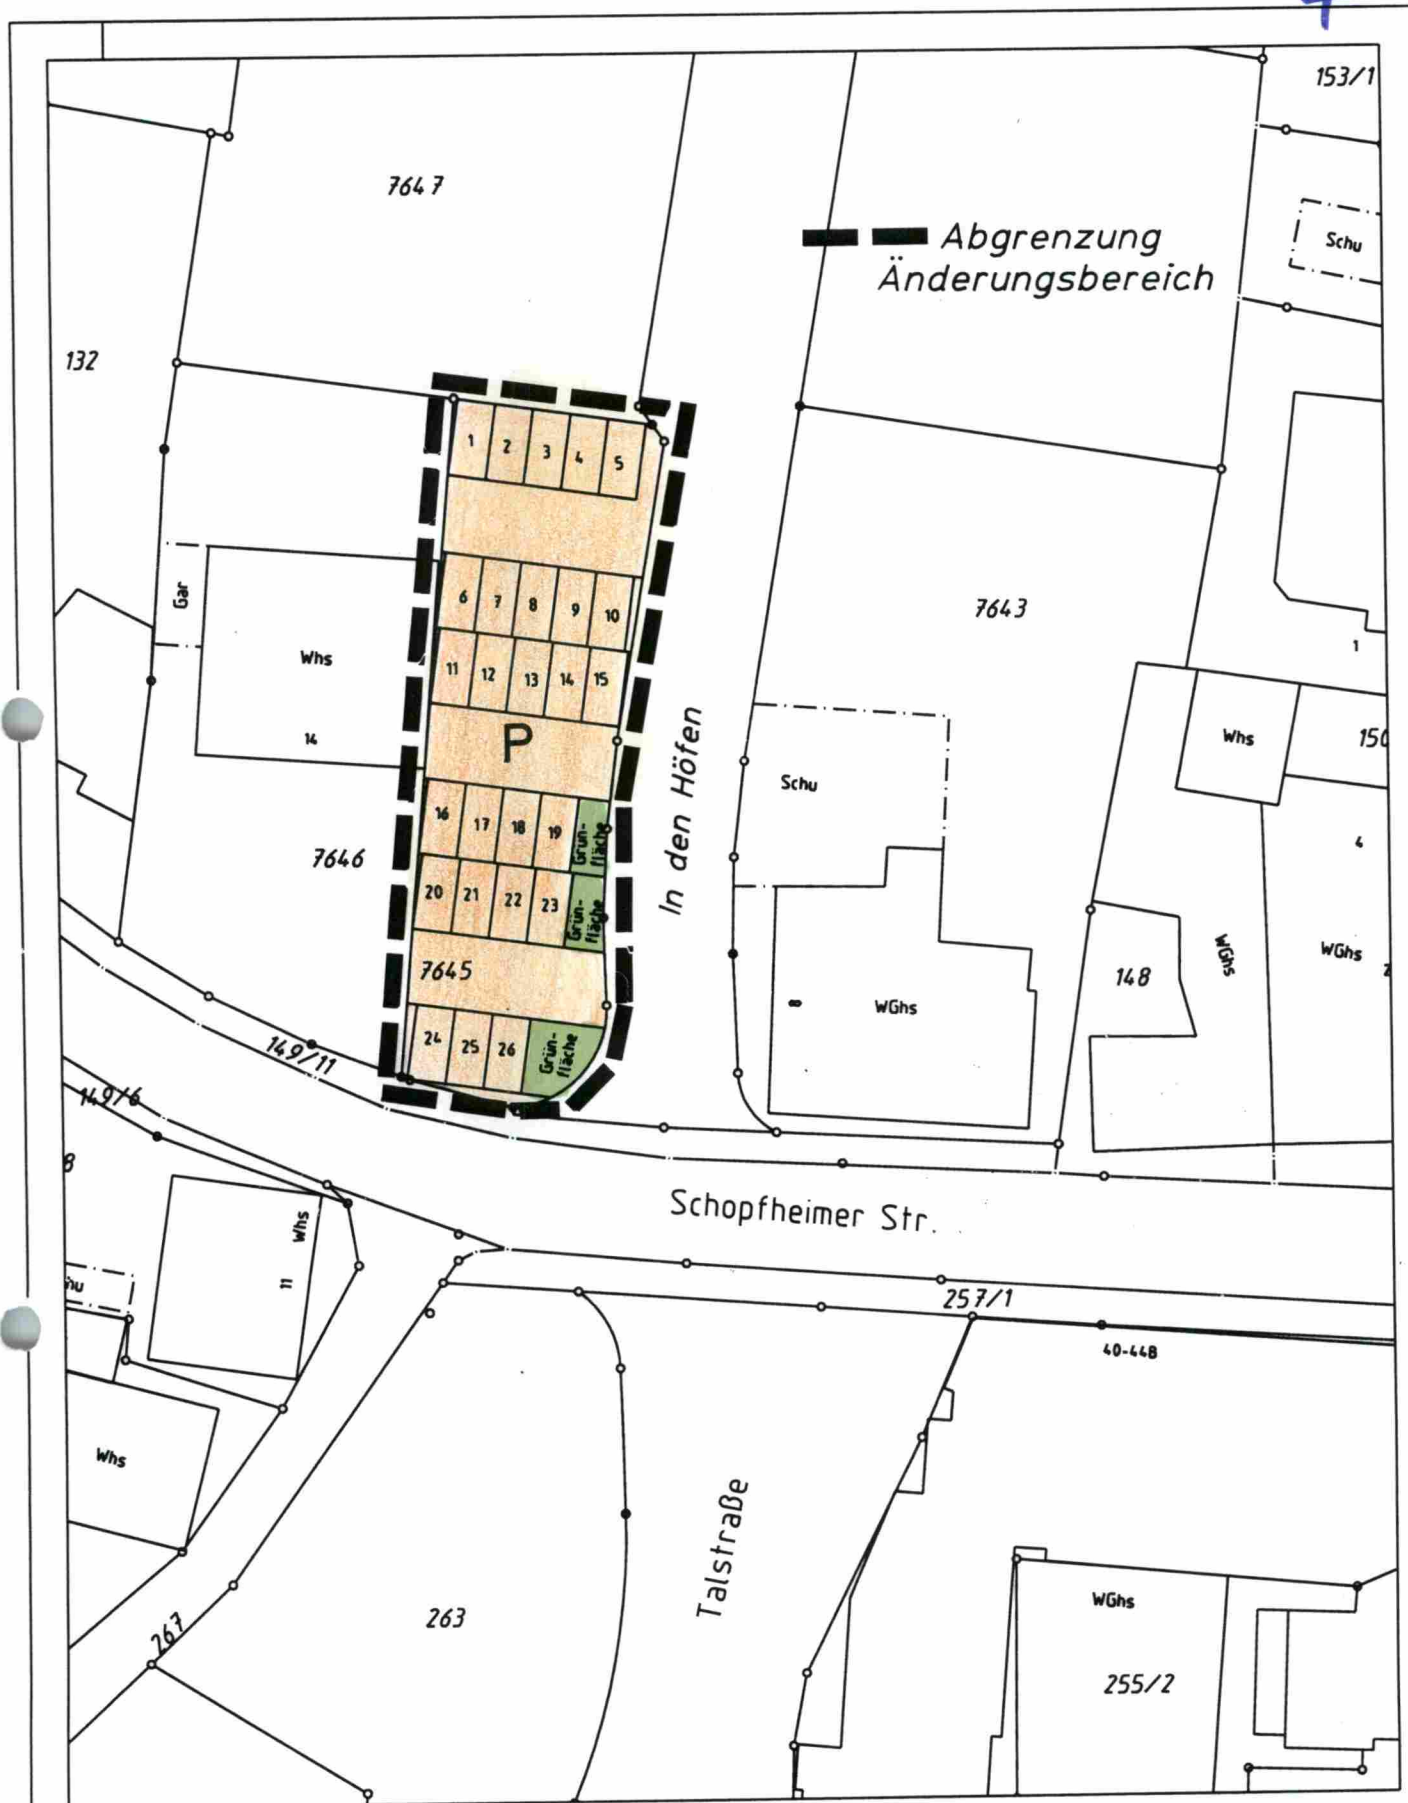 153/1
7647
Schu
Abgrenzung
Änderungsbereich
132
1 2 3 4 5
Gar
6 7 8 9 10
7643
1
Whs
11 12 13 14 15
14
P
In den Höfen
Whs
Schu
16 17 18 19 Grün-
fläche
7646
4
20 21 22 23 Grün-
fläche
WGhs
WGhs
7645
148
8
WGhs
24 25 26 Grün-
fläche
149/11
149/6
8
Schopfheimer Str.
Whs
11
257/1
40-44B
Whs
Talstraße
WGhs
263
267
255/2